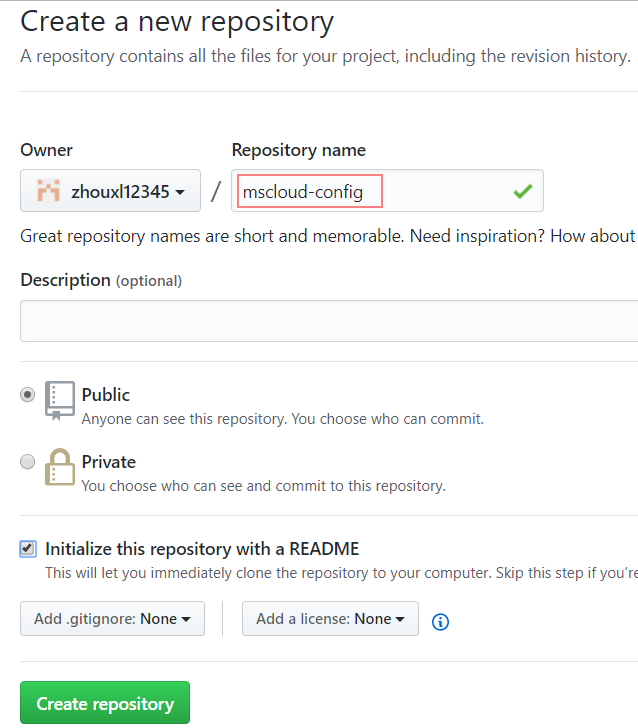 Create a new repository
A repository contains all the files for your project, including the revision history.
Owner
Repository name
zhouxl12345 / mscloud-config
Great repository names are short and memorable. Need inspiration? How about
Description (optional)
Public
Anyone can see this repository. You choose who can commit.
Private
You choose who can see and commit to this repository.
Initialize this repository with a README
This will let you immediately clone the repository to your computer. Skip this step if you're
Add .gitignore: None
Add a license: None
Create repository